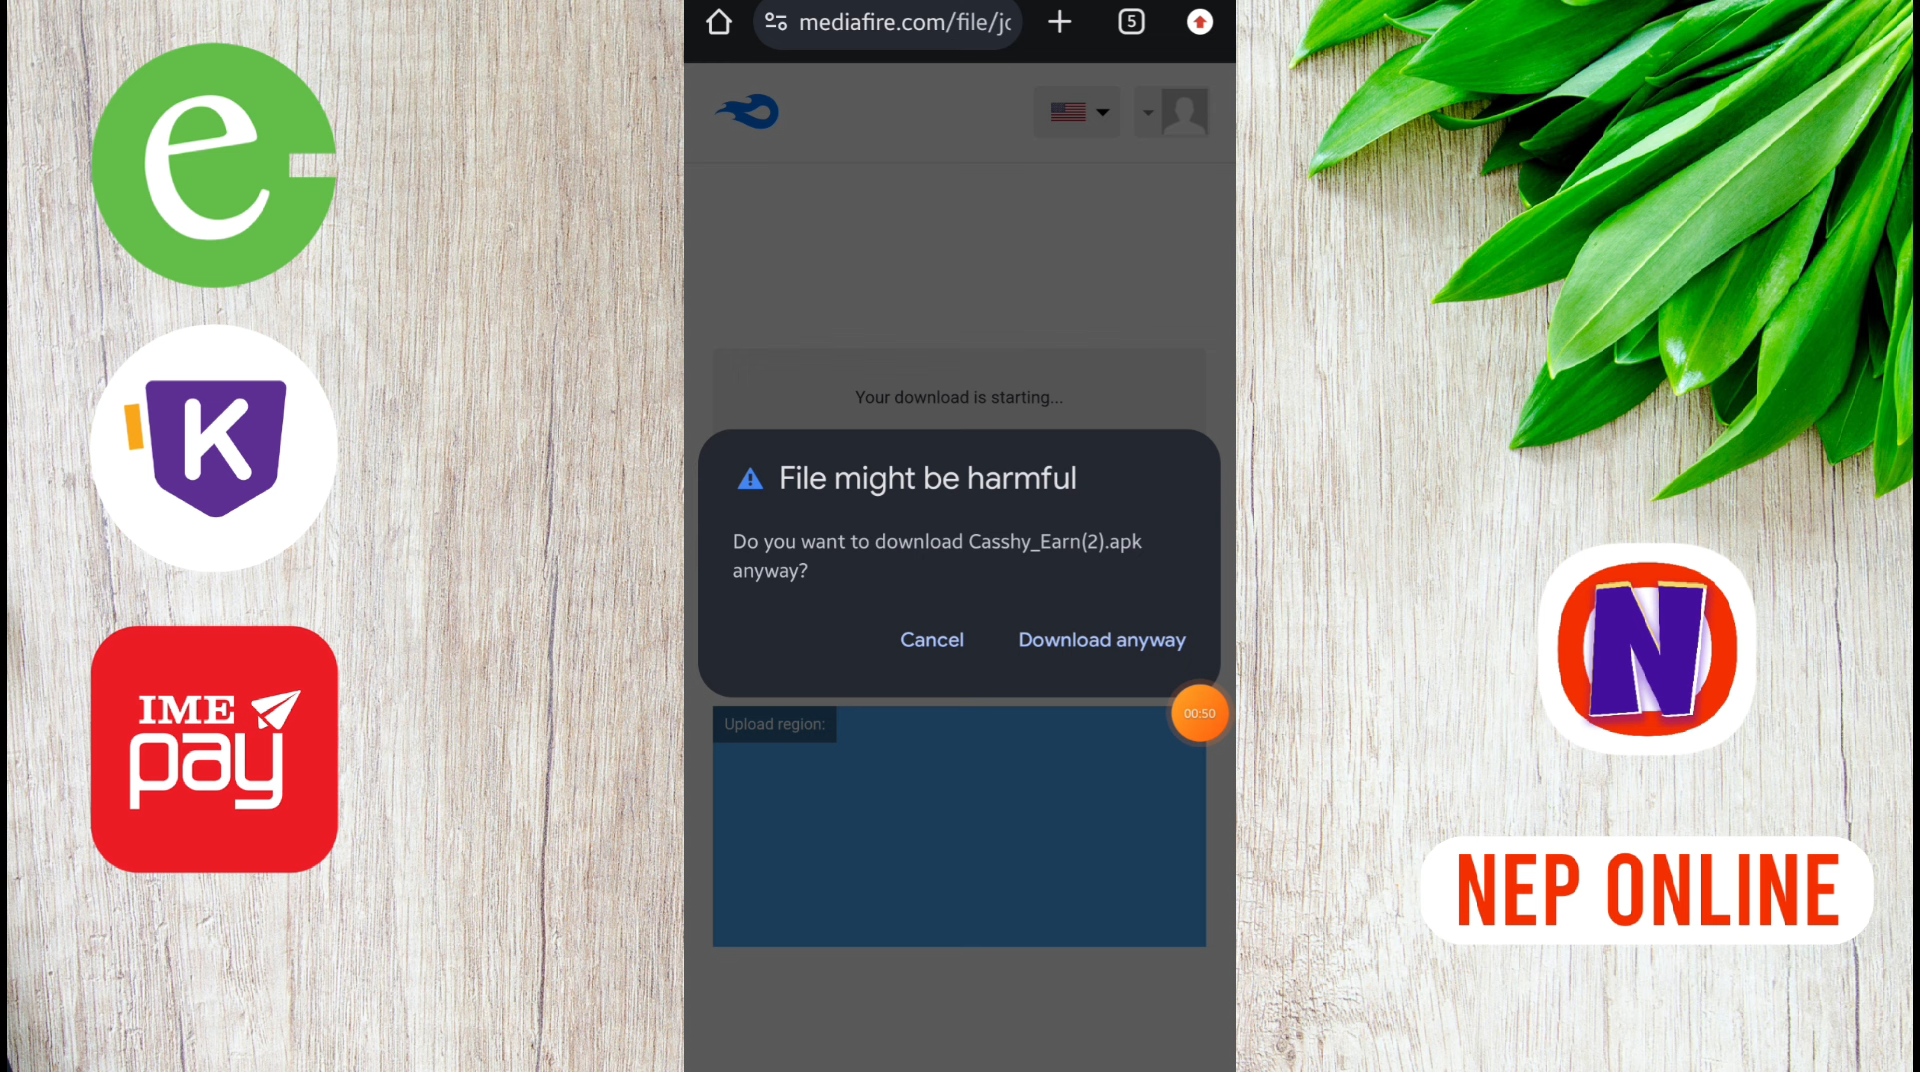 mediafire.com/file/jc
5
Your download is starting...
File might be harmful
Do you want to download Casshy_Earn(2).apk
anyway?
Cancel
Download anyway
00:50
Upload region:
e
K
IME
pay
N
NEP ONLINE